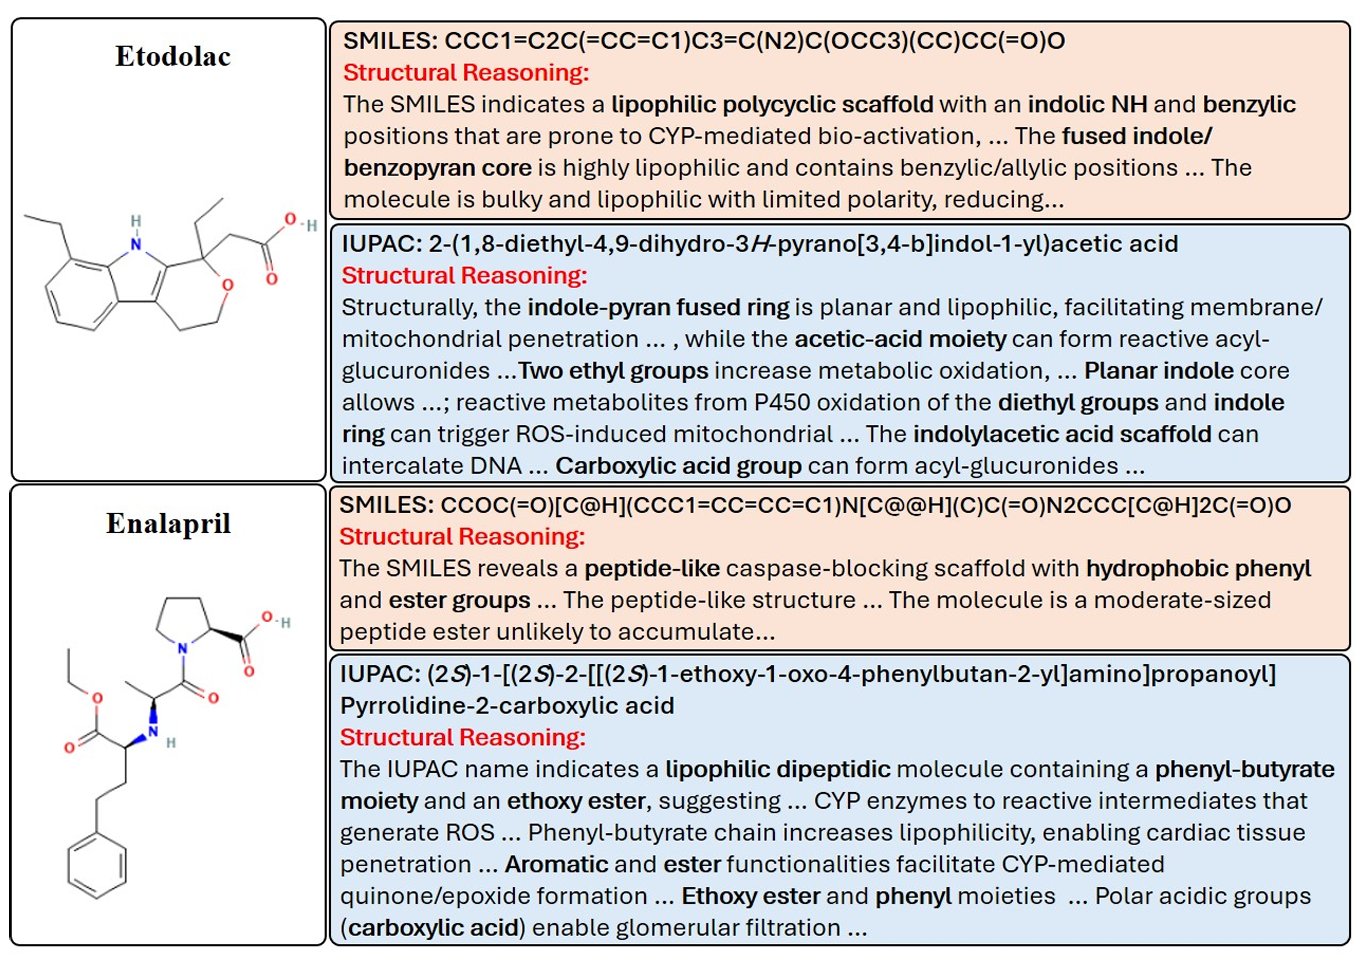 Etodolac
H
N
O
H
O
O
SMILES: CCC1=C2C(=CC=C1)C3=C(N2)C(OCC3)(CC)CC(=O)O
Structural Reasoning:
The SMILES indicates a lipophilic polycyclic scaffold with an indolic NH and benzylic
positions that are prone to CYP-mediated bio-activation, ... The fused indole/
benzopyran core is highly lipophilic and contains benzylic/allylic positions ... The
molecule is bulky and lipophilic with limited polarity, reducing...
IUPAC: 2-(1,8-diethyl-4,9-dihydro-3H-pyrano[3,4-b]indol-1-yl)acetic acid
Structural Reasoning:
Structurally, the indole-pyran fused ring is planar and lipophilic, facilitating membrane/
mitochondrial penetration ... , while the acetic-acid moiety can form reactive acyl-
glucuronides ...Two ethyl groups increase metabolic oxidation, ... Planar indole core
allows ...; reactive metabolites from P450 oxidation of the diethyl groups and indole
ring can trigger ROS-induced mitochondrial ... The indolylacetic acid scaffold can
intercalate DNA ... Carboxylic acid group can form acyl-glucuronides ...
Enalapril
O
H
O
N
O
O
N
H
O
SMILES: CCOC(=O)[C@H](CCC1=CC=CC=C1)N[C@@H](C)C(=O)N2CCC[C@H]2C(=O)O
Structural Reasoning:
The SMILES reveals a peptide-like caspase-blocking scaffold with hydrophobic phenyl
and ester groups ... The peptide-like structure ... The molecule is a moderate-sized
peptide ester unlikely to accumulate...
IUPAC: (2S)-1-[(2S)-2-[[(2S)-1-ethoxy-1-oxo-4-phenylbutan-2-yl]amino]propanoyl]
Pyrrolidine-2-carboxylic acid
Structural Reasoning:
The IUPAC name indicates a lipophilic dipeptidic molecule containing a phenyl-butyrate
moiety and an ethoxy ester, suggesting ... CYP enzymes to reactive intermediates that
generate ROS ... Phenyl-butyrate chain increases lipophilicity, enabling cardiac tissue
penetration ... Aromatic and ester functionalities facilitate CYP-mediated
quinone/epoxide formation ... Ethoxy ester and phenyl moieties ... Polar acidic groups
(carboxylic acid) enable glomerular filtration ...